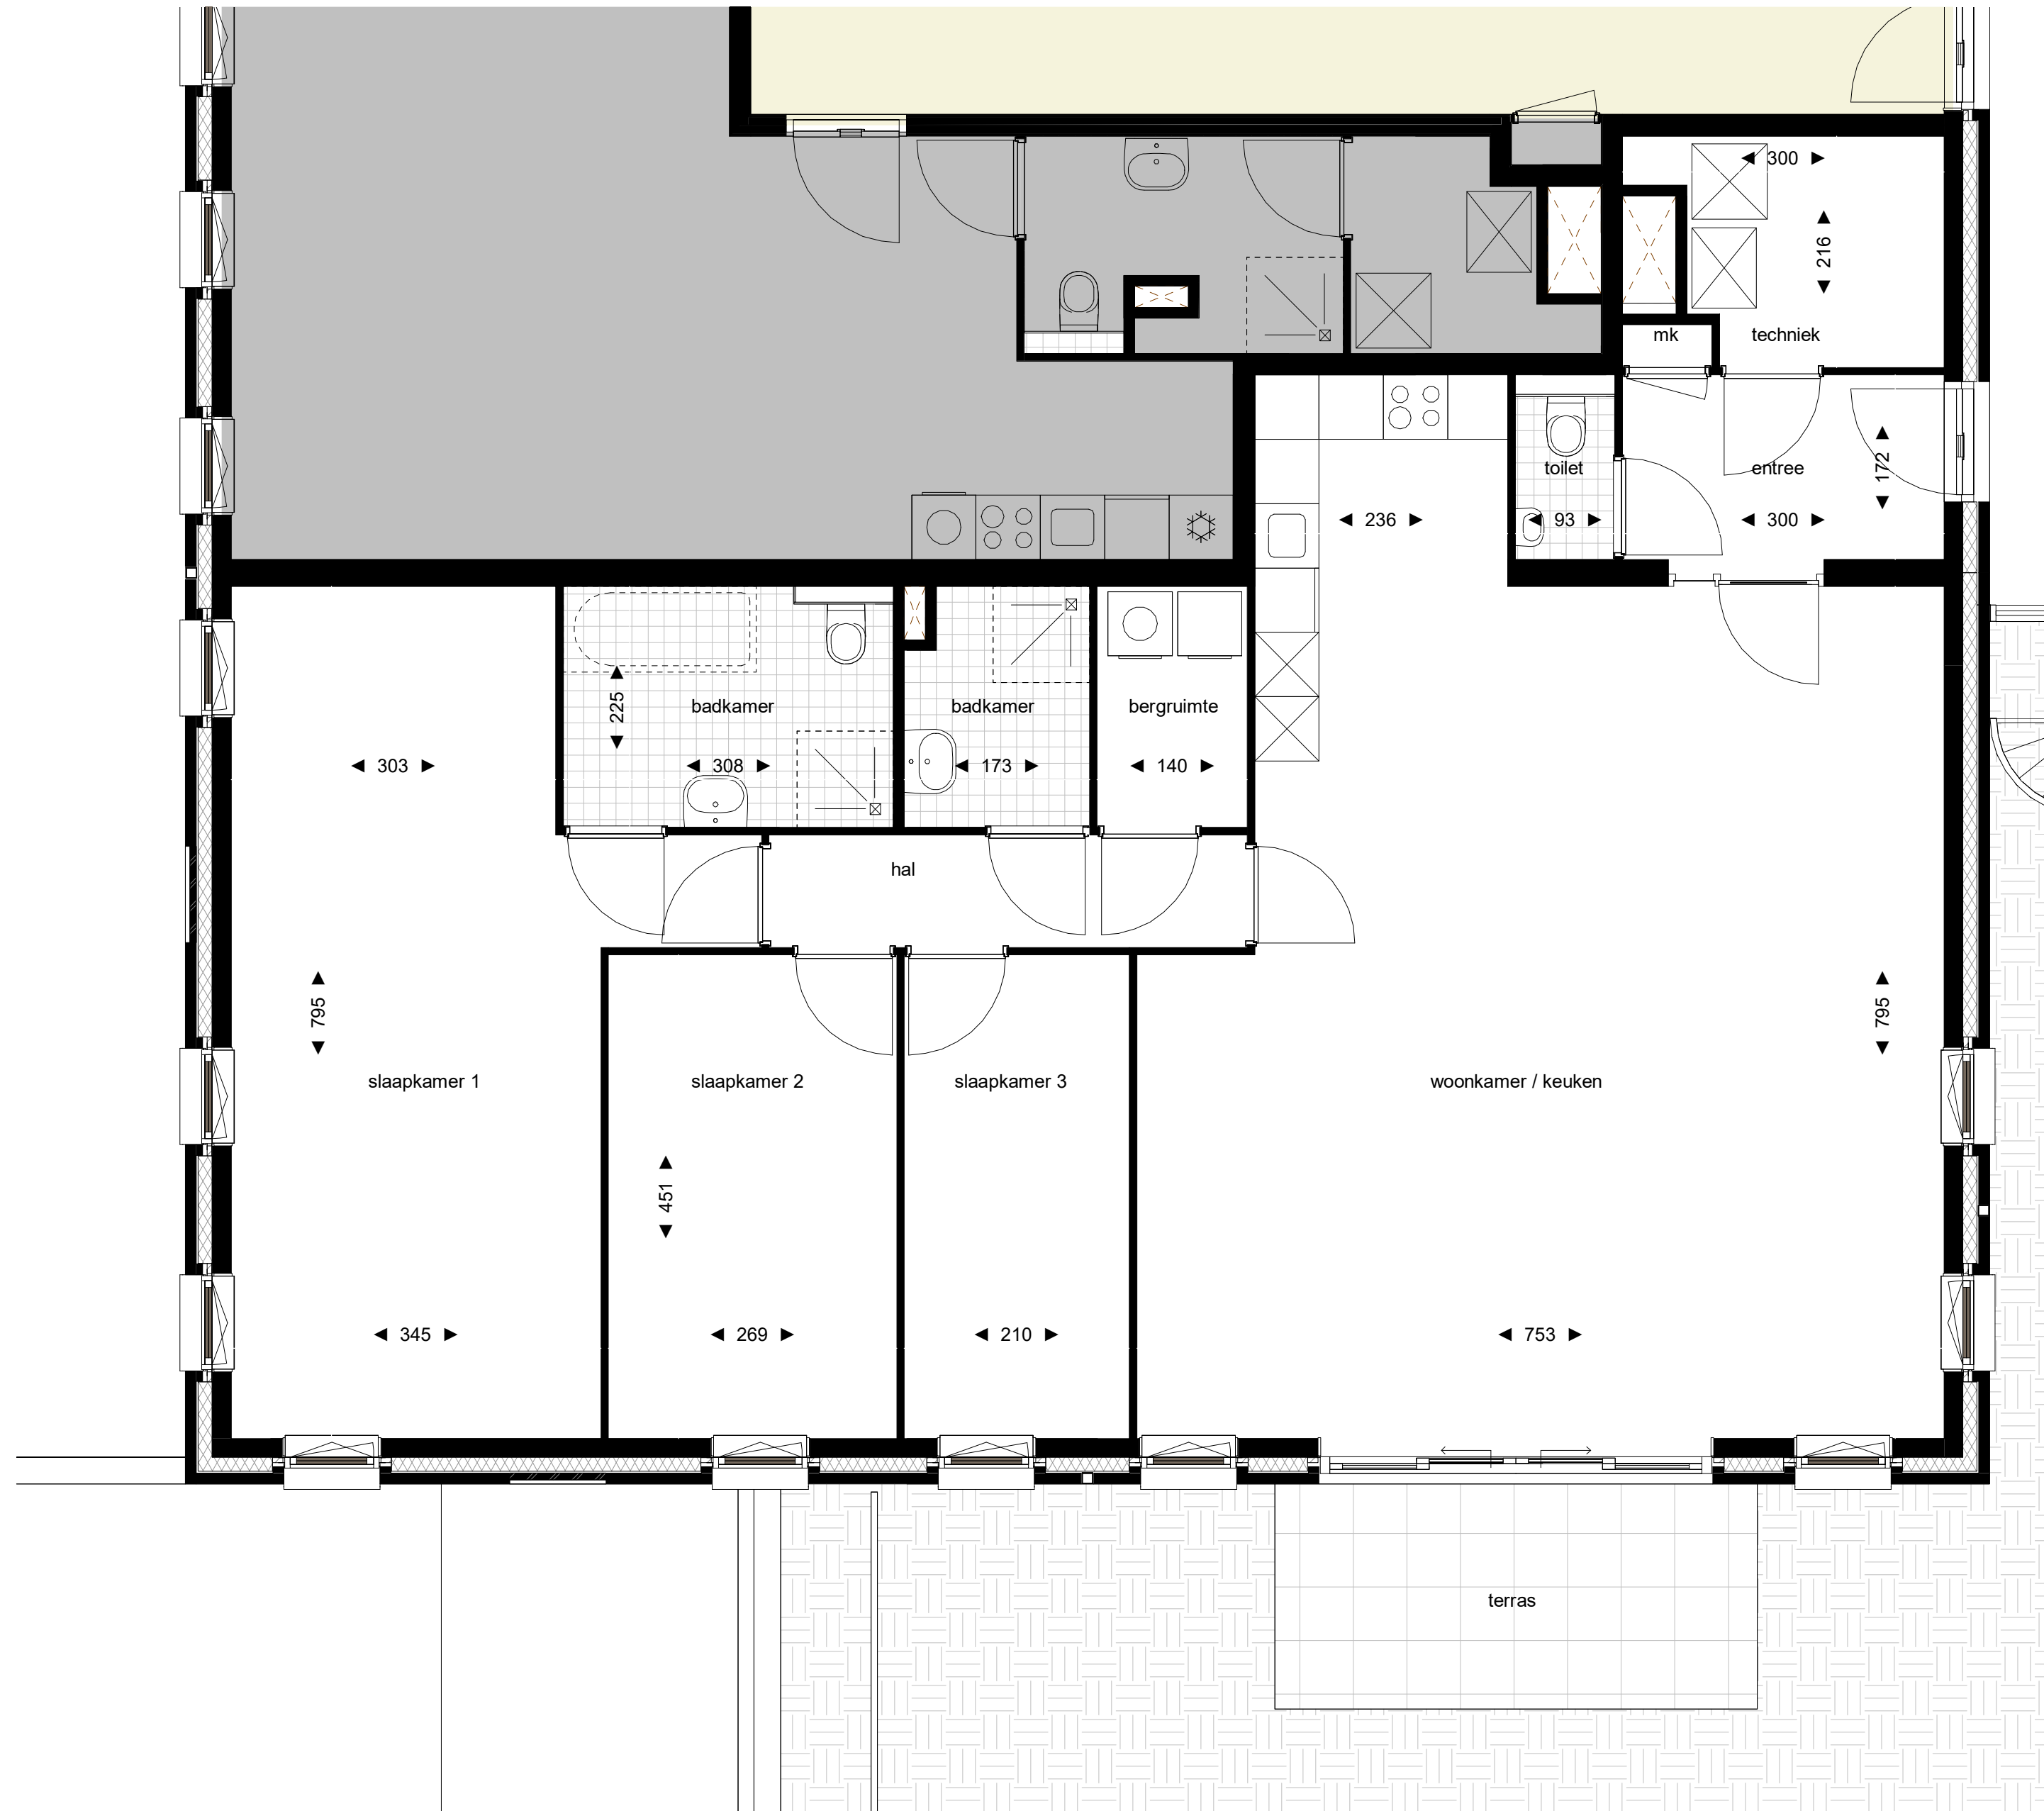 300
216
mk
techniek
toilet
entree
172
236
93
300
225
badkamer
badkamer
bergruimte
303
308
173
140
hal
795
795
slaapkamer 1
slaapkamer 2
slaapkamer 3
woonkamer / keuken
451
345
269
210
753
terras